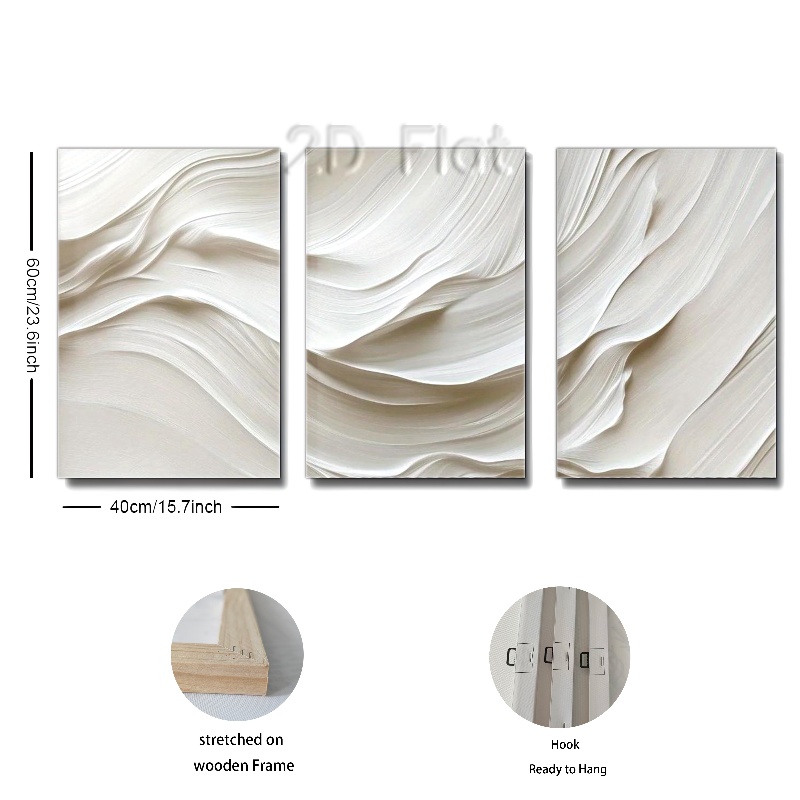 2D Flat
60cm/23.6inch
40cm/15.7inch
stretched on
wooden Frame
Hook
Ready to Hang